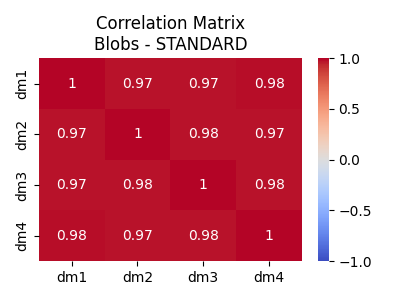 Correlation Matrix
Blobs - STANDARD
dm1 1 0.97 0.97 0.98
dm2 0.97 1 0.98 0.97
dm3 0.97 0.98 1 0.98
dm4 0.98 0.97 0.98 1
dm1 dm2 dm3 dm4
1.0
0.5
0.0
−0.5
−1.0